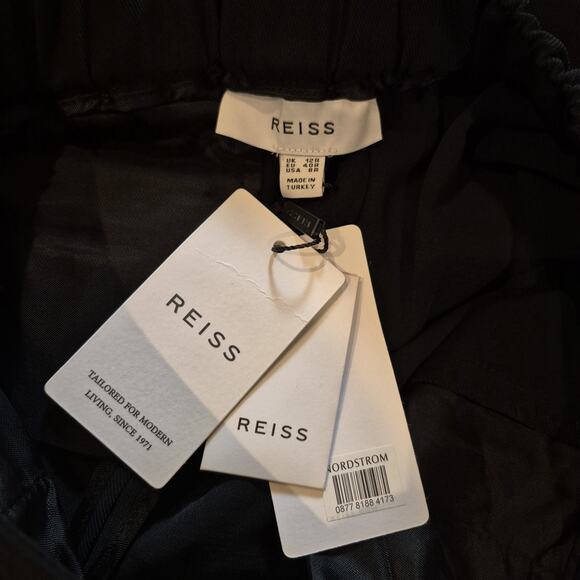 REISS
UK 12R
EU 40R
USA 8R
MADE IN
TURKEY
REISS
TAILORED FOR MODERN
LIVING, SINCE 1971
REISS
NORDSTROM
0877 8188 4173